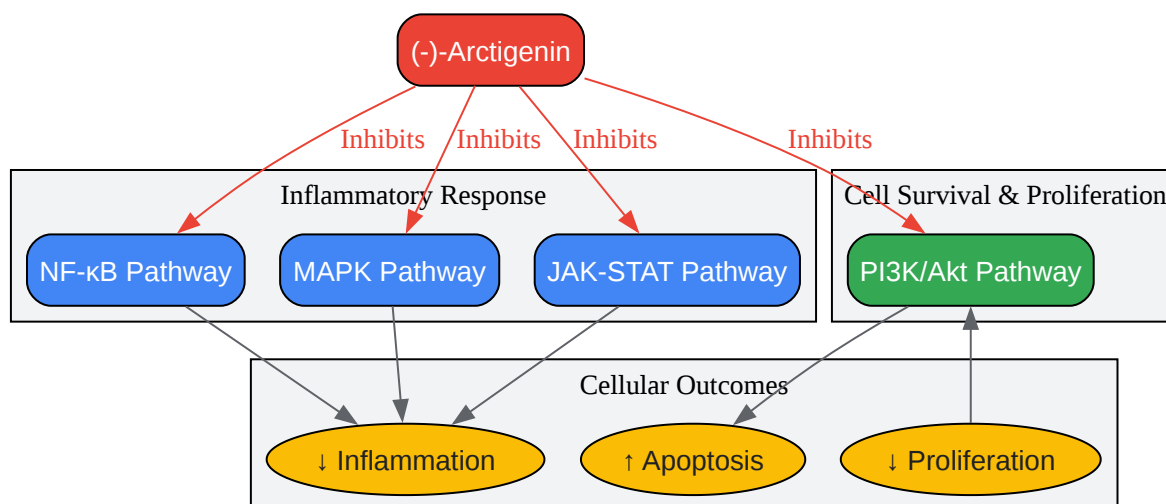 (-)-Arctigenin
Inhibits
Inhibits
Inhibits
Inhibits
Inflammatory Response
Cell Survival & Proliferation
NF-κB Pathway
MAPK Pathway
JAK-STAT Pathway
PI3K/Akt Pathway
Cellular Outcomes
↓ Inflammation
↑ Apoptosis
↓ Proliferation